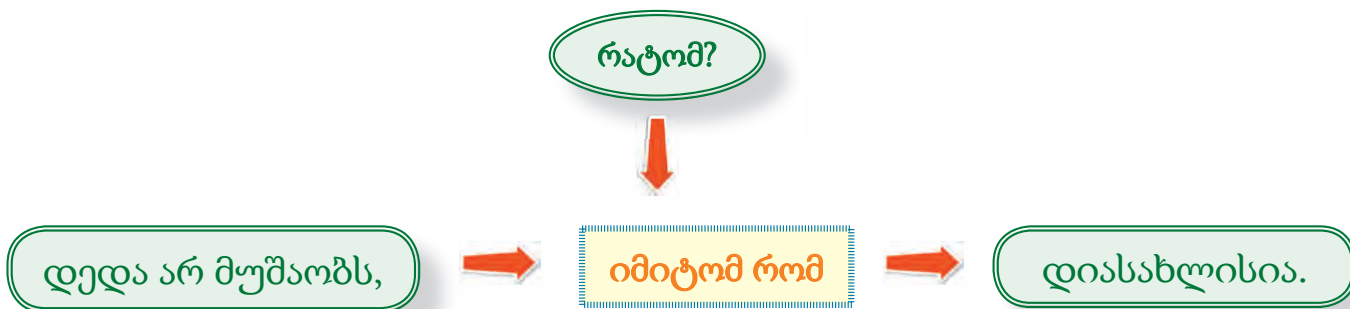 რატომ?
დედა არ მუშაობს,
იმიტომ რომ
დიასახლისია.